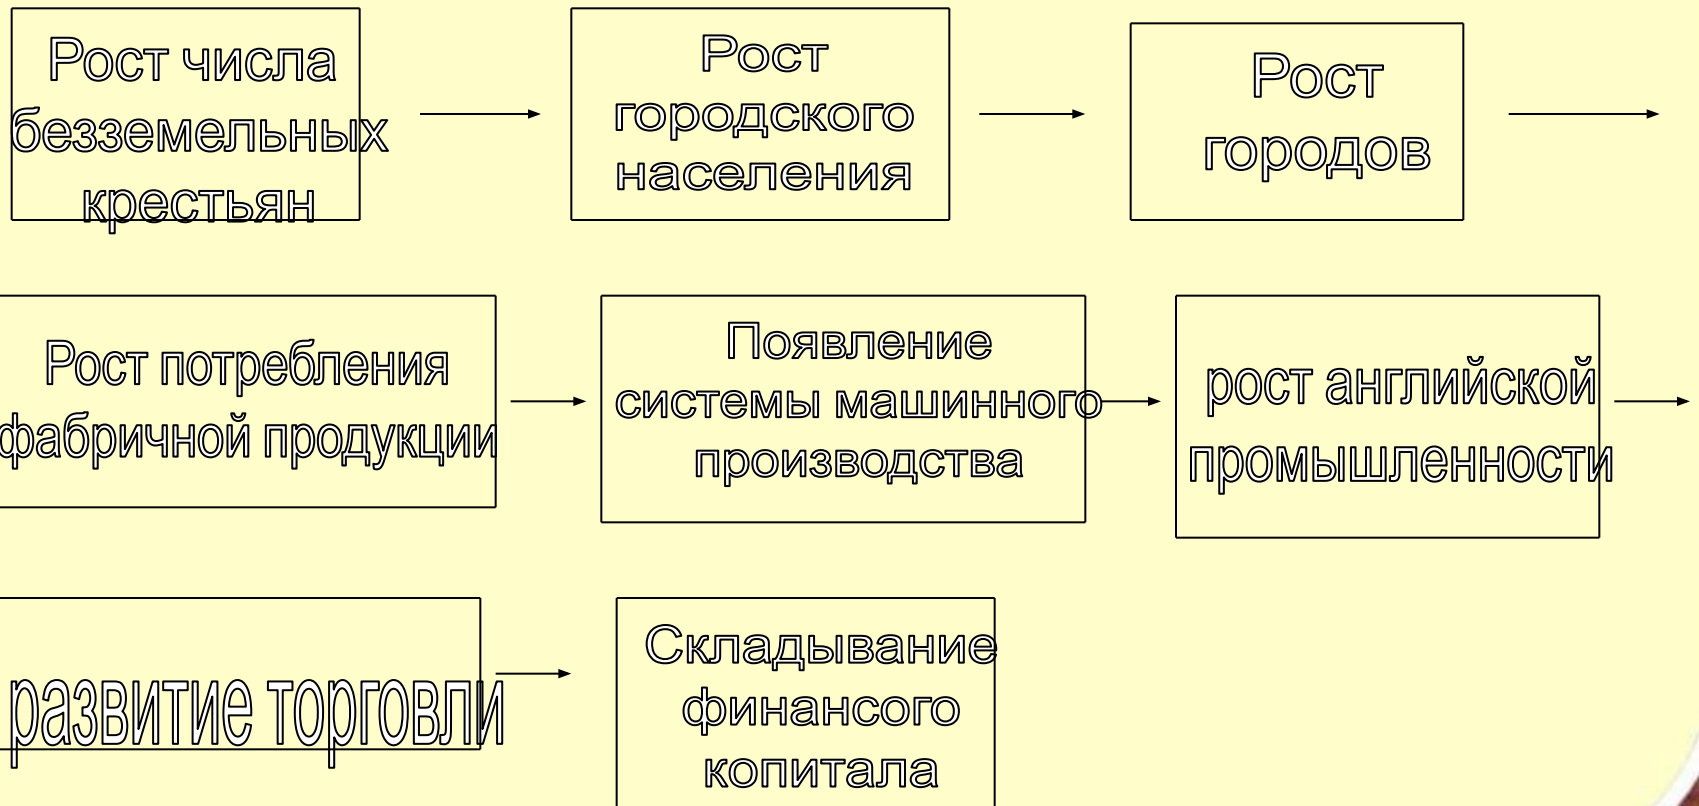 Рост числа
безземельных
крестьян
Рост
городского
населения
Рост
городов
Рост потребления
фабричной продукции
Появление
системы машинного
производства
рост английской
промышленности
развитие торговли
Складывание
финансого
копитала